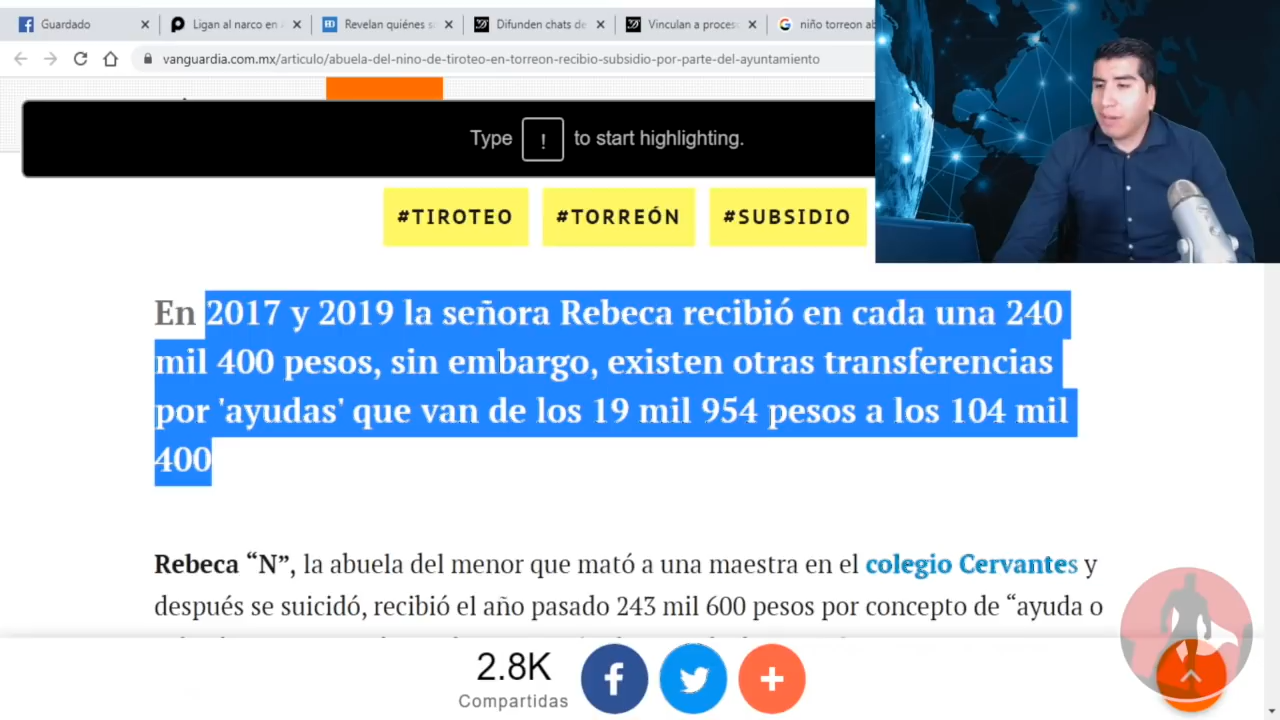 Guardado
Ligan al narco en
Revelan quiénes s
Difunden chats de
Vinculan a proces
niño torreon ab
vanguardia.com.mx/articulo/abuela-del-nino-de-tiroteo-en-torreon-recibio-subsidio-por-parte-del-ayuntamiento
Type ! to start highlighting.
#TIROTEO #TORREÓN #SUBSIDIO
En 2017 y 2019 la señora Rebeca recibió en cada una 240
mil 400 pesos, sin embargo, existen otras transferencias
por 'ayudas' que van de los 19 mil 954 pesos a los 104 mil
400
Rebeca “N”, la abuela del menor que mató a una maestra en el colegio Cervantes y
después se suicidó, recibió el año pasado 243 mil 600 pesos por concepto de “ayuda o
2.8K
Compartidas